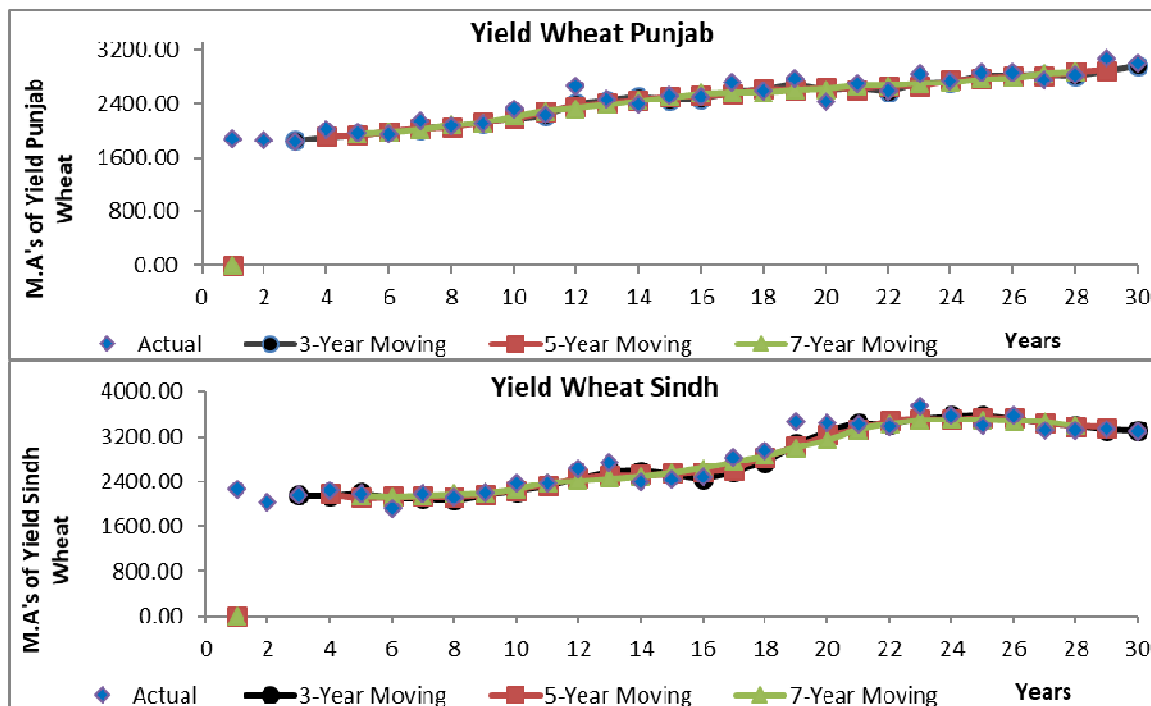 Yield Wheat Punjab
M.A's of Yield Punjab
Wheat
3200.00
2400.00
1600.00
800.00
0.00
0 2 4 6 8 10 12 14 16 18 20 22 24 26 28 30
Actual 3-Year Moving 5-Year Moving 7-Year Moving Years
Yield Wheat Sindh
M.A's of Yield Sindh
Wheat
4000.00
3200.00
2400.00
1600.00
800.00
0.00
0 2 4 6 8 10 12 14 16 18 20 22 24 26 28 30
Actual 3-Year Moving 5-Year Moving 7-Year Moving Years